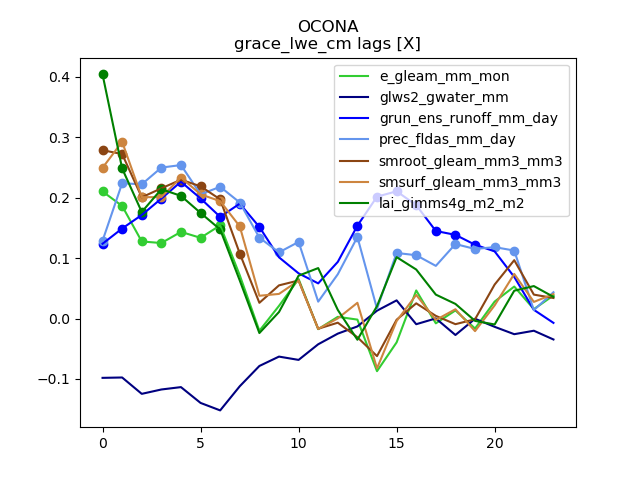 OCONA
grace_lwe_cm lags [X]
e_gleam_mm_mon
glws2_gwater_mm
grun_ens_runoff_mm_day
prec_fldas_mm_day
smroot_gleam_mm3_mm3
smsurf_gleam_mm3_mm3
lai_gimms4g_m2_m2
0.4
0.3
0.2
0.1
0.0
−0.1
0 5 10 15 20